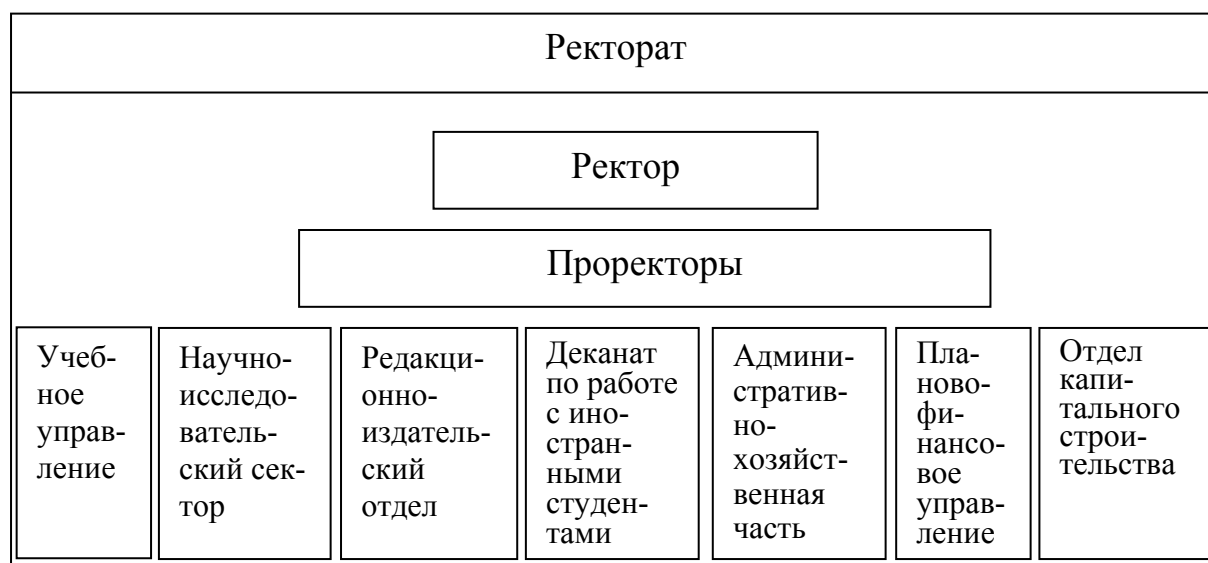 Ректорат
Ректор
Проректоры
Учеб-
ное
управ-
ление
Научно-
исследо-
ватель-
ский сек-
тор
Редакци-
онно-
издатель-
ский
отдел
Деканат
по работе
с ино-
стран-
ными
студен-
тами
Админи-
стратив-
но-
хозяйст-
венная
часть
Пла-
ново-
фи-
нансо-
вое
управ-
ление
Отдел
капи-
тального
строи-
тельства